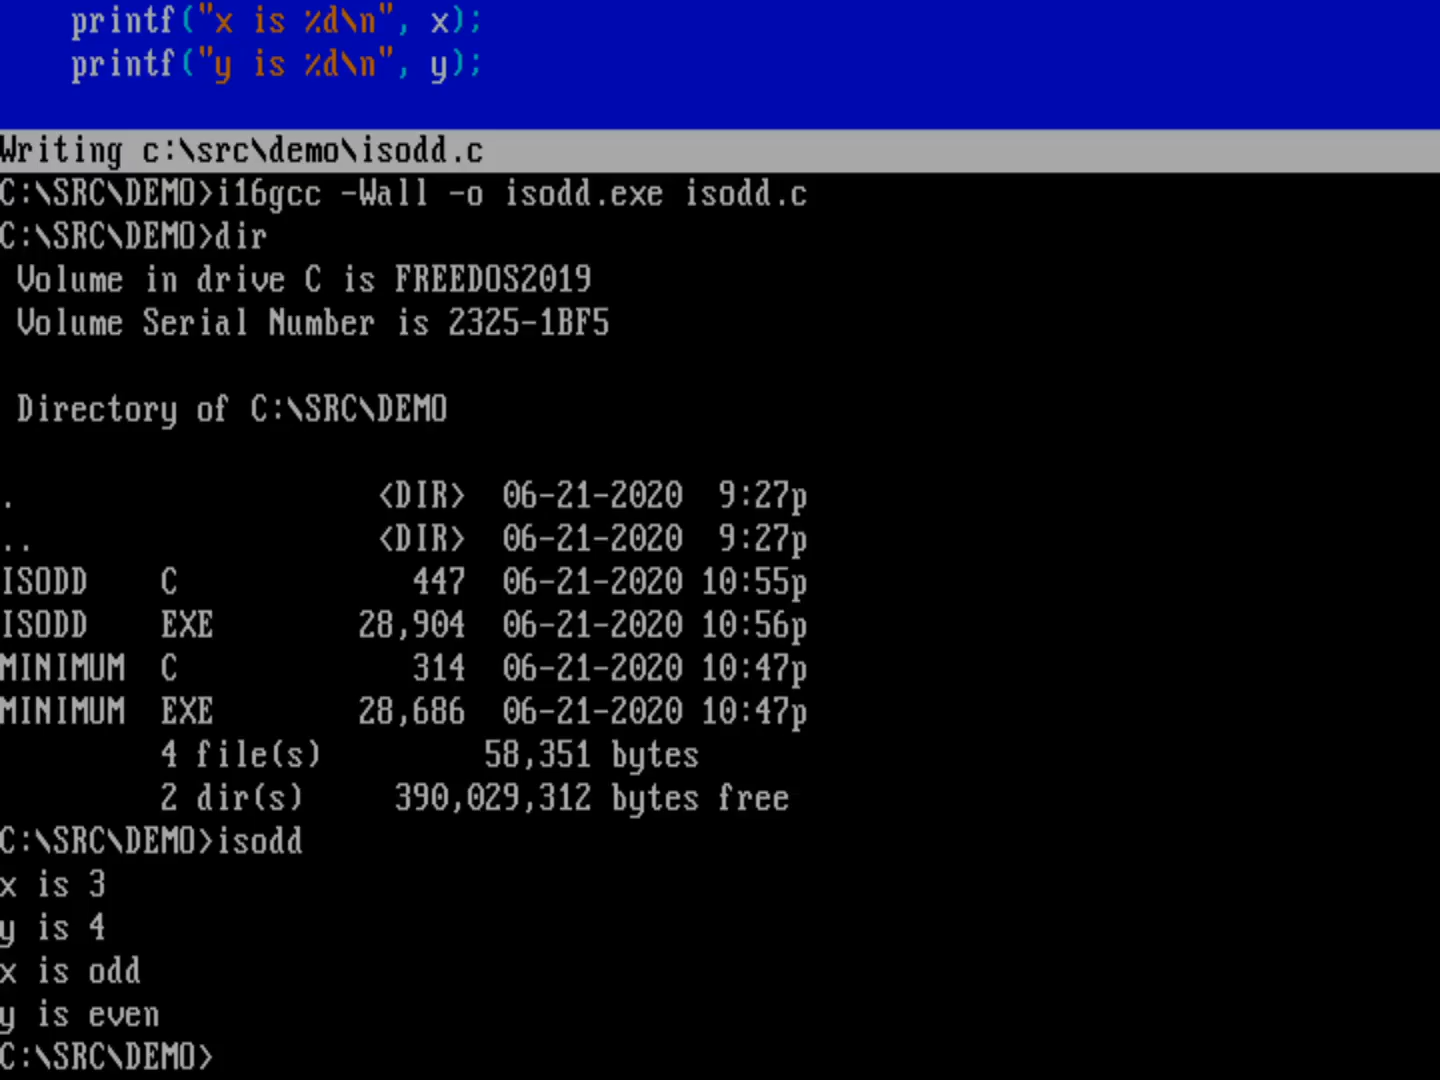 printf("x is %d\n", x);
printf("y is %d\n", y);
Writing c:\src\demo\isodd.c
C:\SRC\DEMO>i16gcc -Wall -o isodd.exe isodd.c
C:\SRC\DEMO>dir
Volume in drive C is FREEDOS2019
Volume Serial Number is 2325-1BF5
Directory of C:\SRC\DEMO
. <DIR> 06-21-2020 9:27p
.. <DIR> 06-21-2020 9:27p
ISODD C 447 06-21-2020 10:55p
ISODD EXE 28,904 06-21-2020 10:56p
MINIMUM C 314 06-21-2020 10:47p
MINIMUM EXE 28,686 06-21-2020 10:47p
4 file(s) 58,351 bytes
2 dir(s) 390,029,312 bytes free
C:\SRC\DEMO>isodd
x is 3
y is 4
x is odd
y is even
C:\SRC\DEMO>